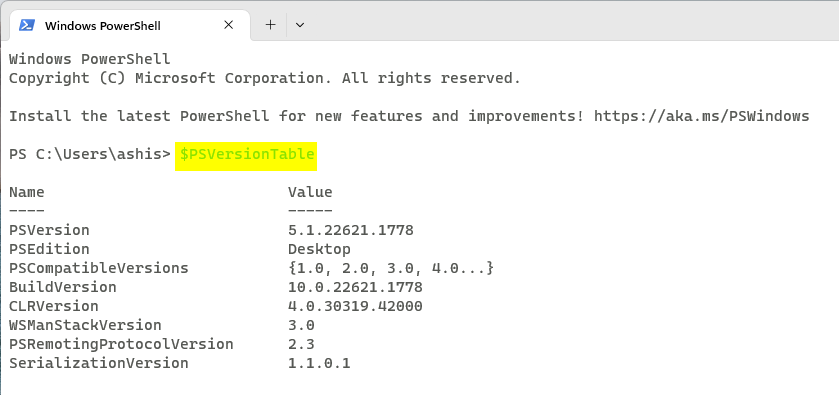 Windows PowerShell
Windows PowerShell
Copyright (C) Microsoft Corporation. All rights reserved.
Install the latest PowerShell for new features and improvements! https://aka.ms/PSWindows
PS C:\Users\ashis> $PSVersionTable
Name                           Value
----                           -----
PSVersion                      5.1.22621.1778
PSEdition                      Desktop
PSCompatibleVersions           {1.0, 2.0, 3.0, 4.0...}
BuildVersion                   10.0.22621.1778
CLRVersion                     4.0.30319.42000
WSManStackVersion              3.0
PSRemotingProtocolVersion      2.3
SerializationVersion           1.1.0.1